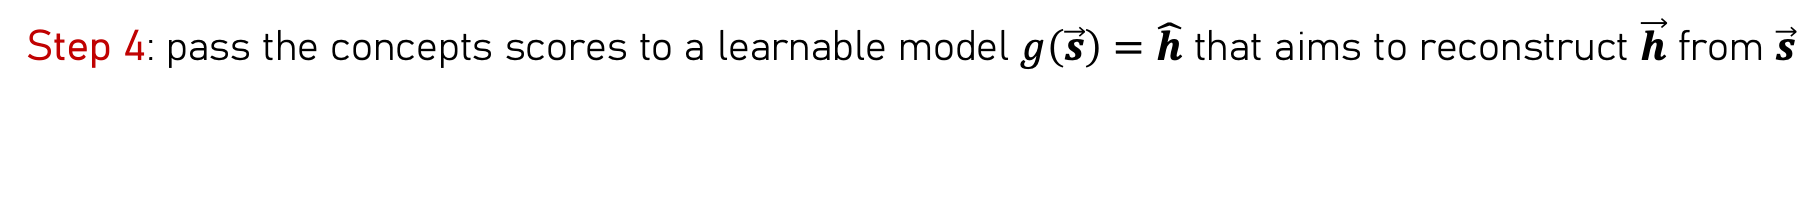 Step 4: pass the concepts scores to a learnable model g(s⃗) = ĥ that aims to reconstruct h⃗ from s⃗